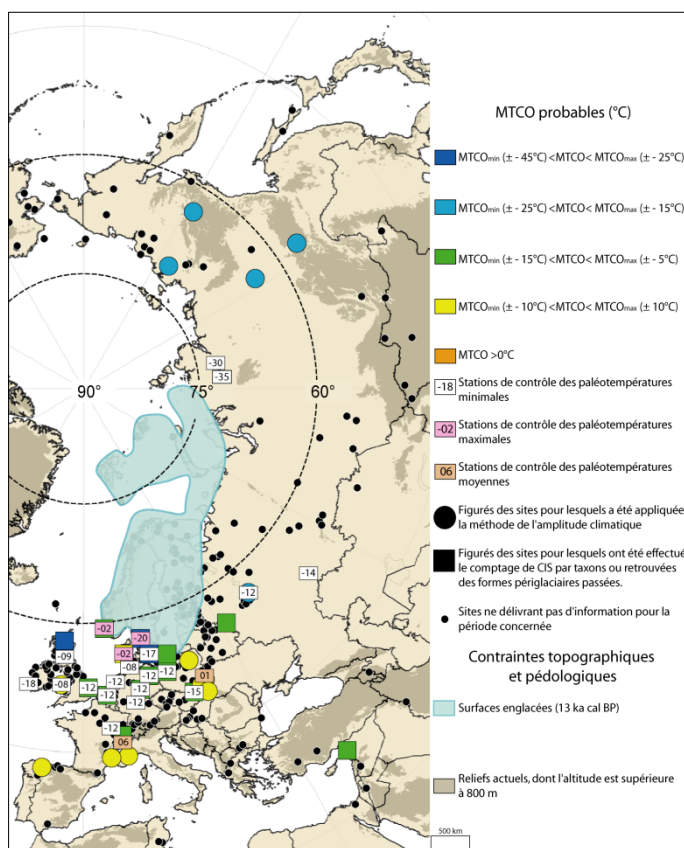 MTCO probables (°C)
MTCOmin (± - 45°C) <MTCO< MTCOmax (± - 25°C)
MTCOmin (± - 25°C) <MTCO< MTCOmax (± - 15°C)
MTCOmin (± - 15°C) <MTCO< MTCOmax (± - 5°C)
MTCOmin (± - 10°C) <MTCO< MTCOmax (± 10°C)
MTCO >0°C
-18 Stations de contrôle des paléotempératures
minimales
-02 Stations de contrôle des paléotempératures
maximales
06 Stations de contrôle des paléotempératures
moyennes
Figurés des sites pour lesquels a été appliquée
la méthode de l'amplitude climatique
Figurés des sites pour lesquels ont été effectué
le comptage de CIS par taxons ou retrouvées
des formes périglaciaires passées.
Sites ne délivrant pas d'information pour la
période concernée
Contraintes topographiques
et pédologiques
Surfaces englacées (13 ka cal BP)
Reliefs actuels, dont l'altitude est supérieure
à 800 m
500 km
-30
-35
90° 75° 60°
-14
-12
-02
-20
-09
-02
-17
-08
-12
-12
-18
-08
-12
-12
-12
-12
-12
-15
01
-12
06